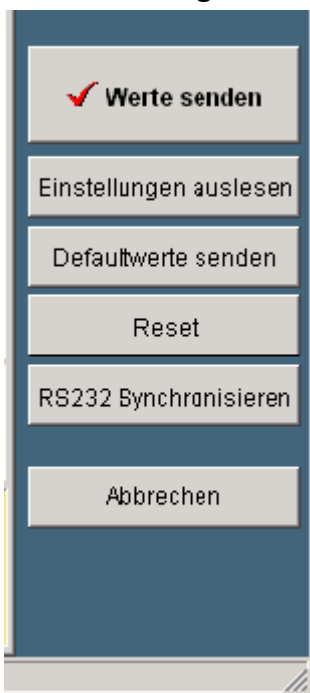 Werte senden
Einstellungen auslesen
Defaultwerte senden
Reset
RS232 Synchronisieren
Abbrechen